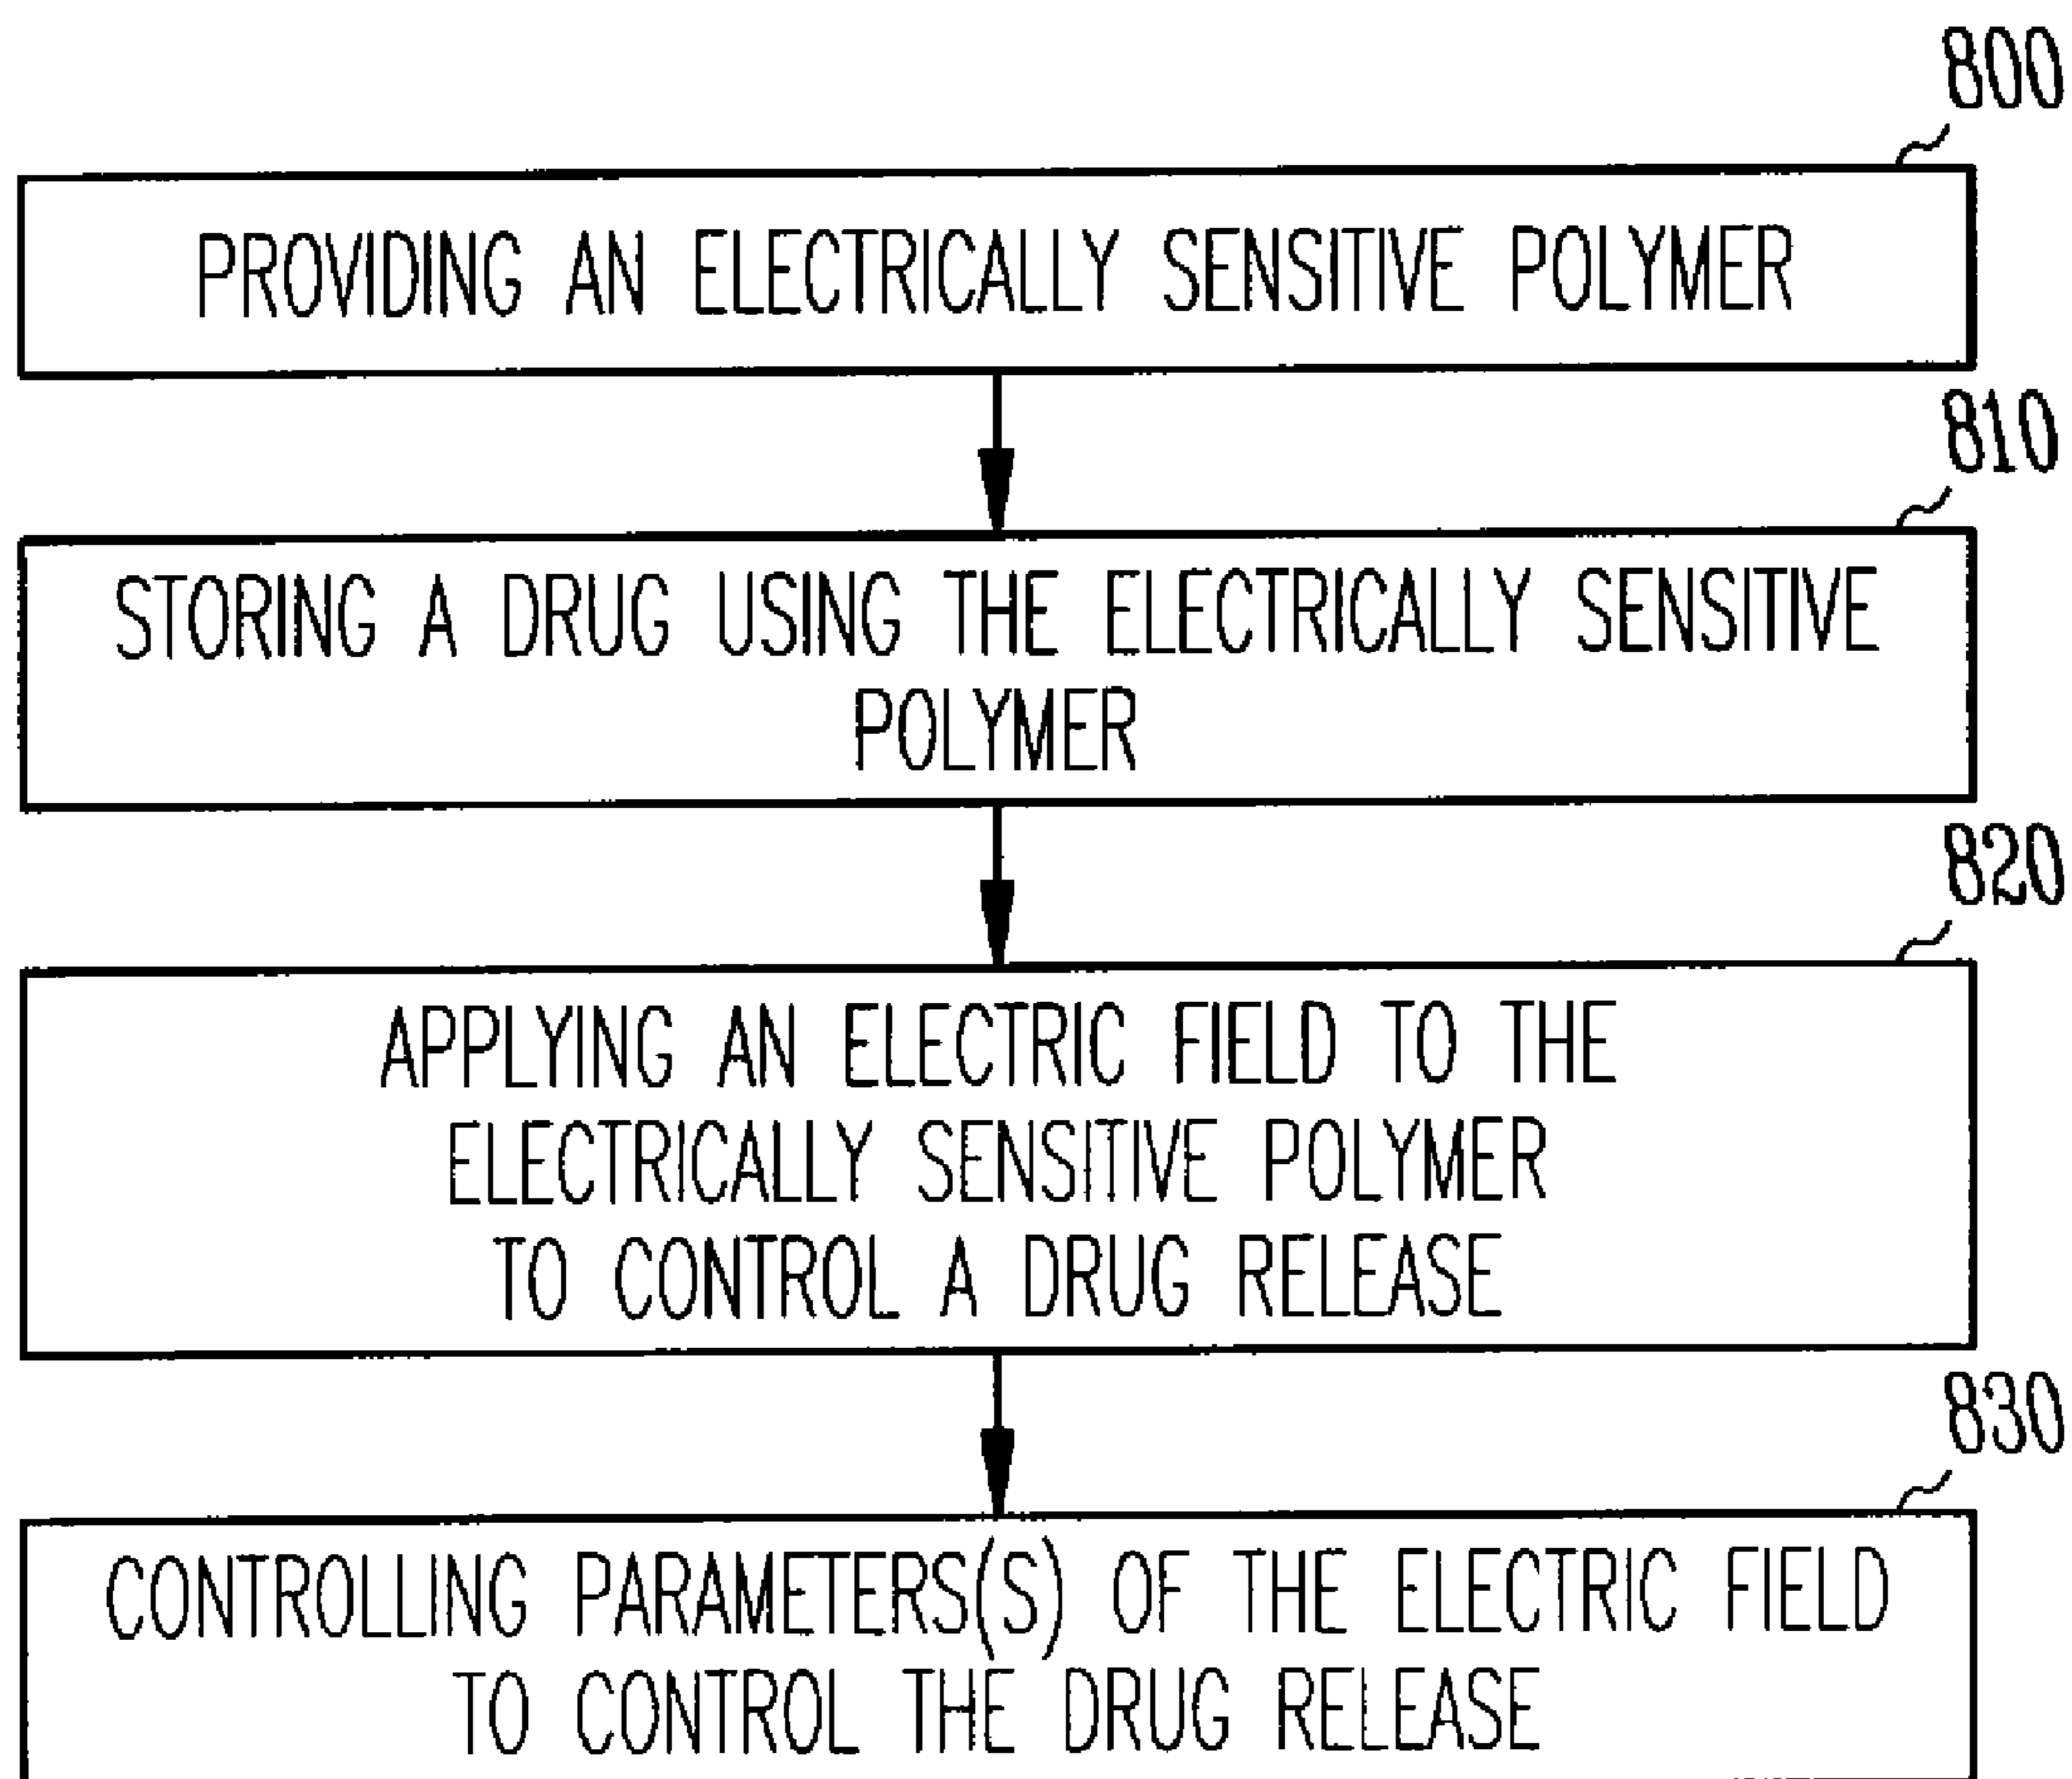 800
PROVIDING AN ELECTRICALLY SENSITIVE POLYMER
810
STORING A DRUG USING THE ELECTRICALLY SENSITIVE
POLYMER
820
APPLYING AN ELECTRIC FIELD TO THE
ELECTRICALLY SENSITIVE POLYMER
TO CONTROL A DRUG RELEASE
830
CONTROLLING PARAMETERS(S) OF THE ELECTRIC FIELD
TO CONTROL THE DRUG RELEASE